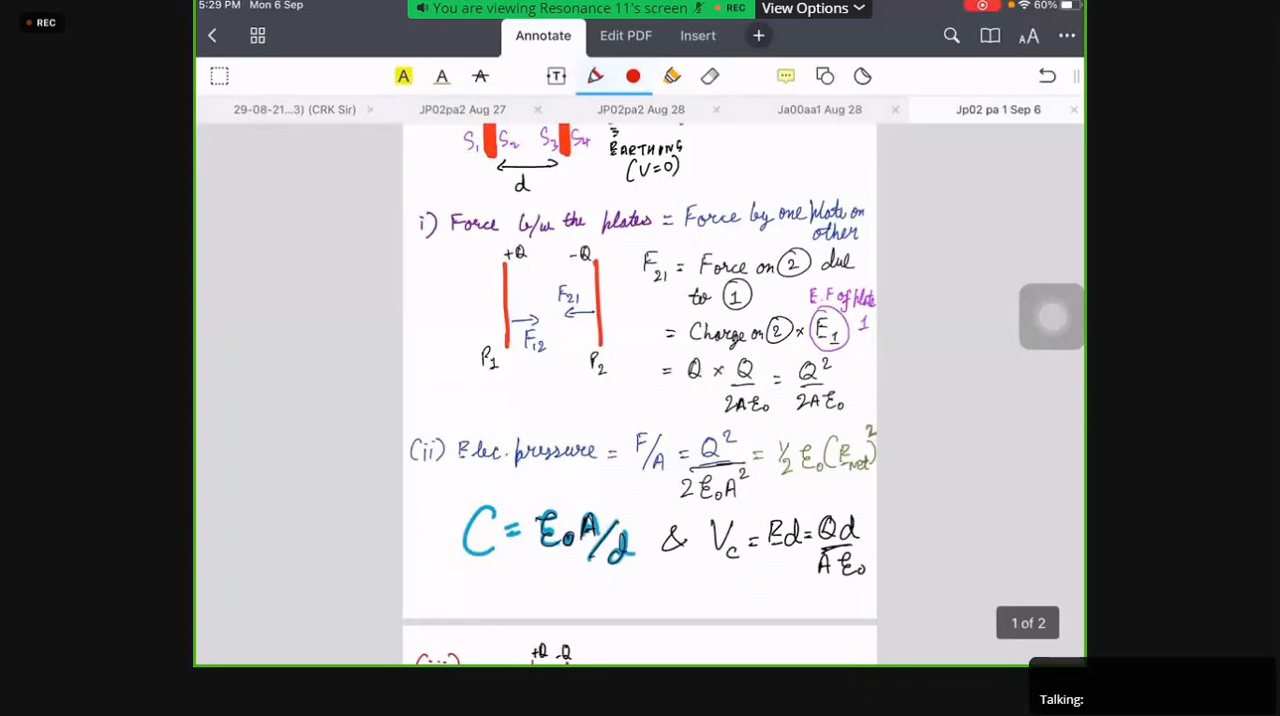 5:29 PM Mon 6 Sep
You are viewing Resonance 11's screen
REC
View Options
60%
REC
Annotate
Edit PDF
Insert
+
AA
A A A T
29-08-21...3) (CRK Sir)
JP02pa2 Aug 27
JP02pa2 Aug 28
Ja00aa1 Aug 28
Jp02 pa 1 Sep 6
S1 S2 S3 S4
EARTHING
(V=0)
d
i) Force b/w the plates = Force by one plate on
other
+Q -Q
F21 = Force on 2 due
to 1
E.F of plate
1
F21
F12
= Charge on 2 × E1
P1 P2
= Q × Q/2Aε0 = Q²/2Aε0
(ii) Elec. pressure = F/A = Q²/2ε0A² = 1/2 ε0(Enet)²
C = ε0A/d & Vc = Ed = Qd/Aε0
1 of 2
+Q -Q
(iii)
Talking: